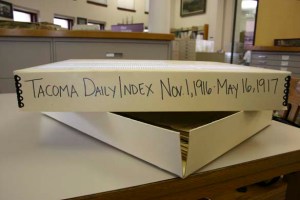 TACOMA DAILY INDEX NOV. 1, 1916 - MAY 16, 1917